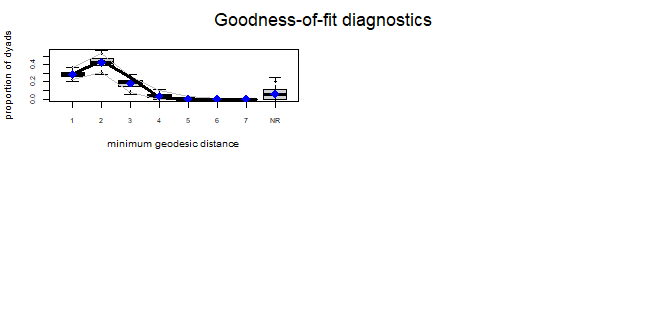 Goodness-of-fit diagnostics
proportion of dyads
0.4
0.2
0.0
1 2 3 4 5 6 7 NR
minimum geodesic distance